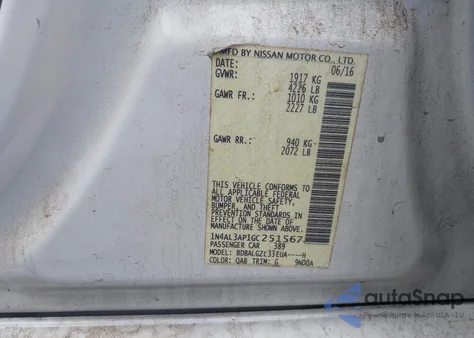 MFD BY NISSAN MOTOR CO., LTD.
DATE: 06/16
GVWR: 1917 KG
4226 LB
GAWR FR.: 1010 KG
2227 LB
GAWR RR.: 940 KG
2072 LB
THIS VEHICLE CONFORMS TO
ALL APPLICABLE FEDERAL
MOTOR VEHICLE SAFETY,
BUMPER, AND THEFT
PREVENTION STANDARDS
IN EFFECT ON THE DATE OF
MANUFACTURE SHOWN ABOVE.
1N4AL3AP1GC251567
PASSENGER CAR 389
MODEL: BDBALGZL33EUA----H
COLOR: QAB TRIM: G 9N00A
autoSnap